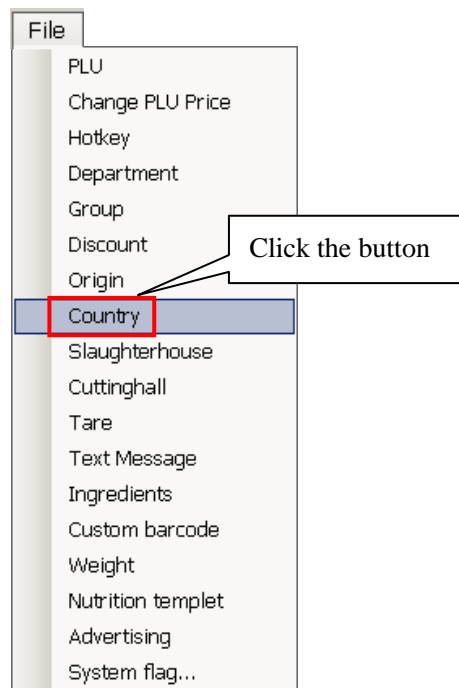 File
PLU
Change PLU Price
Hotkey
Department
Group
Discount
Click the button
Origin
Country
Slaughterhouse
Cuttinghall
Tare
Text Message
Ingredients
Custom barcode
Weight
Nutrition templet
Advertising
System flag...